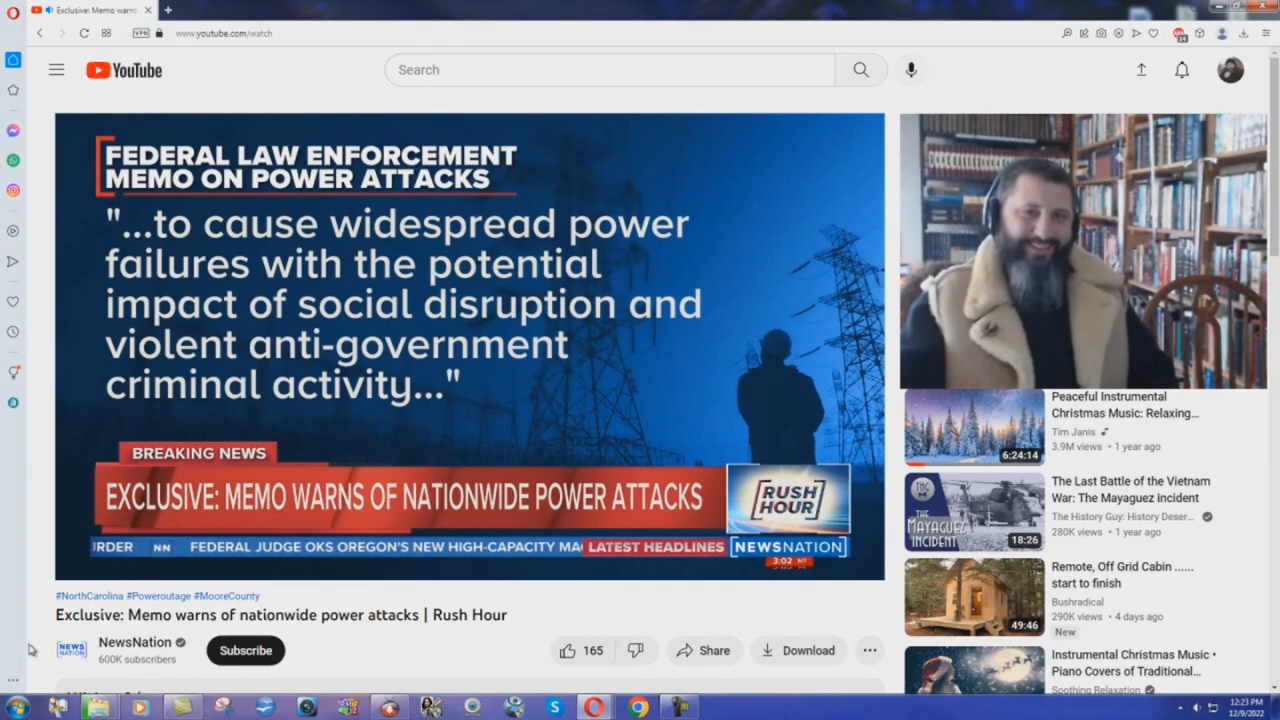 Exclusive: Memo warns
VPN
www.youtube.com/watch
YouTube
Search
FEDERAL LAW ENFORCEMENT
MEMO ON POWER ATTACKS
"...to cause widespread power
failures with the potential
impact of social disruption and
violent anti-government
criminal activity..."
BREAKING NEWS
EXCLUSIVE: MEMO WARNS OF NATIONWIDE POWER ATTACKS
RUSH
HOUR
IRDER NN FEDERAL JUDGE OKS OREGON'S NEW HIGH-CAPACITY MA LATEST HEADLINES NEWSNATION
3:02 MT
#NorthCarolina #Poweroutage #MooreCounty
Exclusive: Memo warns of nationwide power attacks | Rush Hour
NEWS
NATION
NewsNation
600K subscribers
Subscribe
165
Share
Download
Peaceful Instrumental
Christmas Music: Relaxing...
Tim Janis
3.9M views • 1 year ago
6:24:14
The Last Battle of the Vietnam
War: The Mayaguez incident
The History Guy: History Deser...
280K views • 1 year ago
THG
THE
MAYAGUEZ
INCIDENT
18:26
Remote, Off Grid Cabin ......
start to finish
Bushradical
290K views • 4 days ago
New
49:46
Instrumental Christmas Music •
Piano Covers of Traditional...
Soothing Relaxation
12:23 PM
12/9/2022